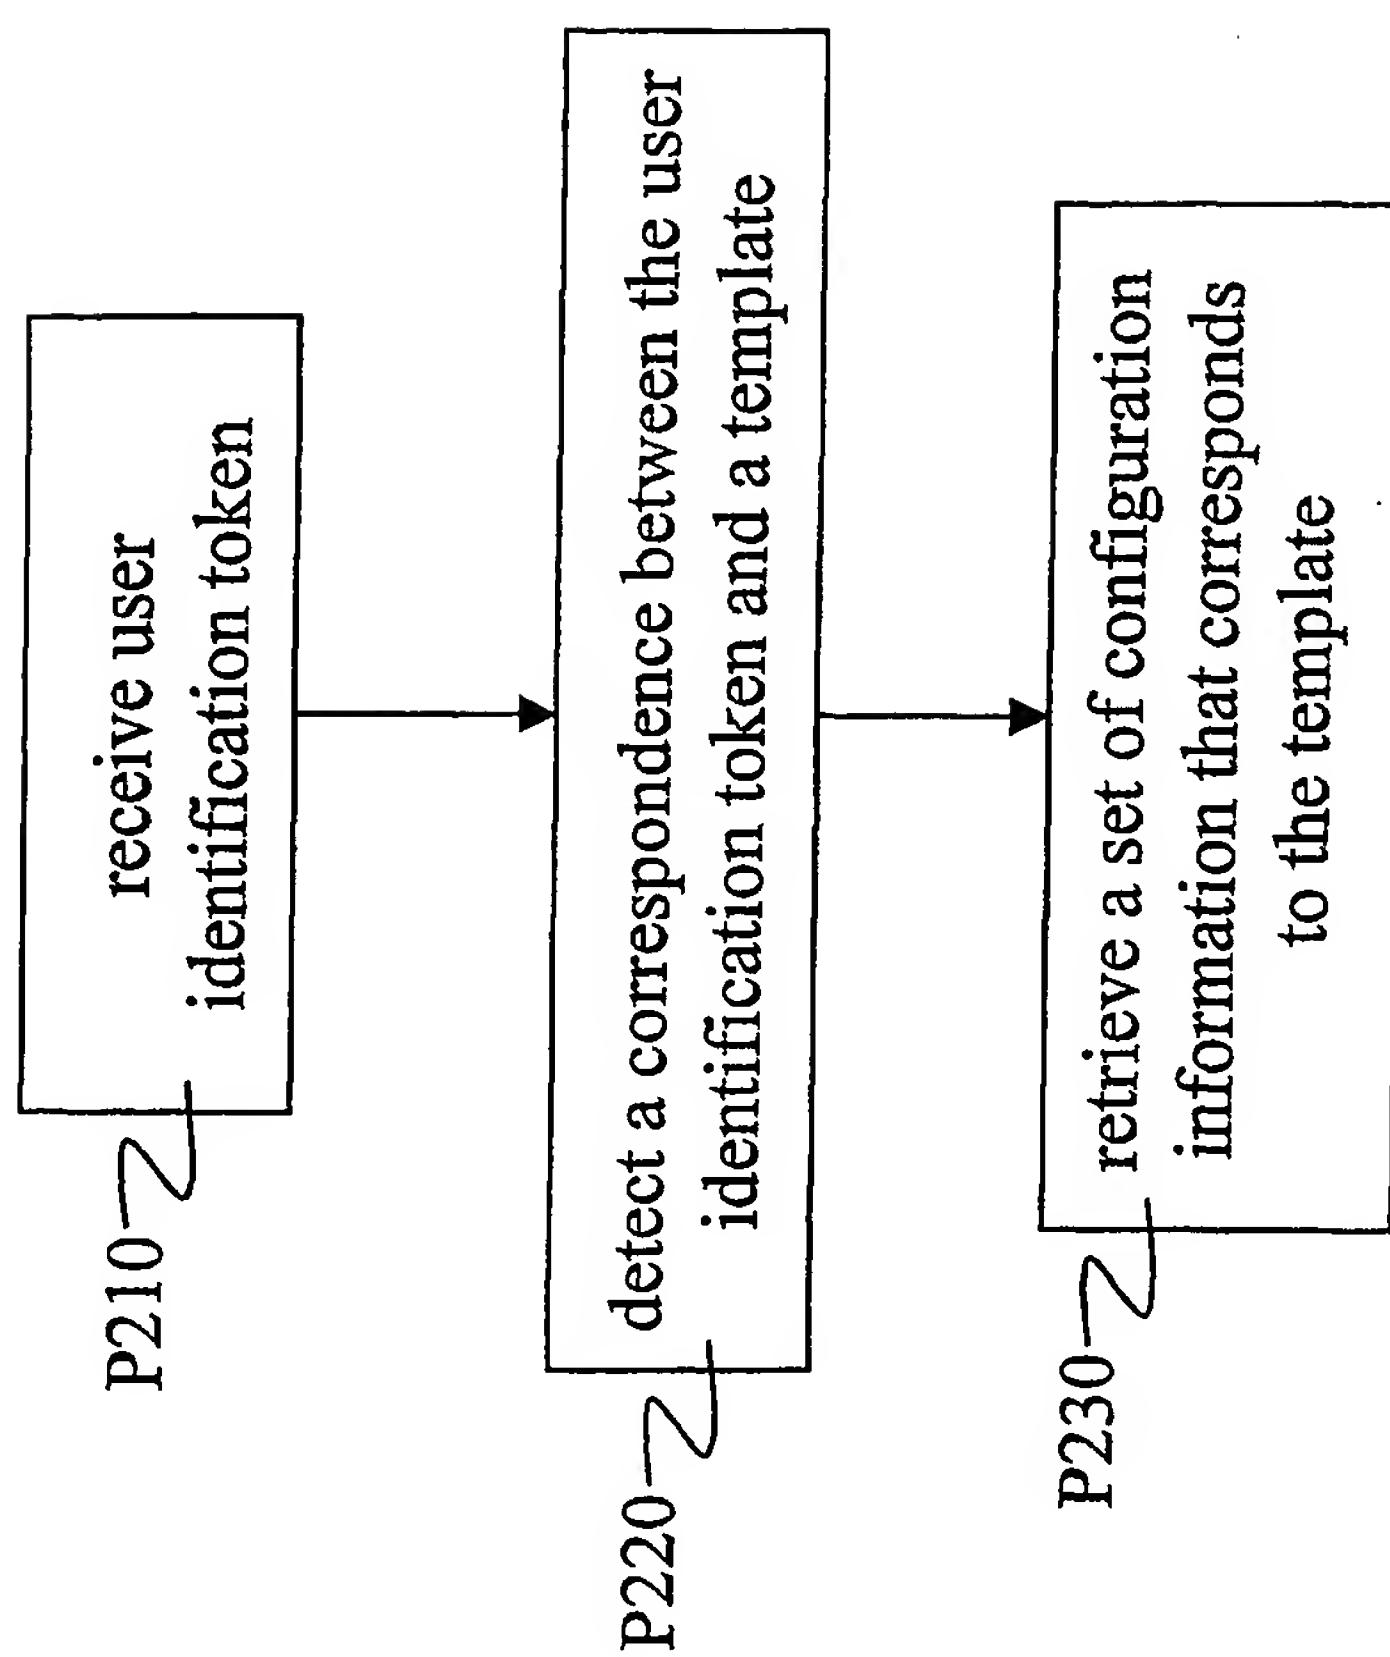 P210
receive user
identification token
P220
detect a correspondence between the user
identification token and a template
P230
retrieve a set of configuration
information that corresponds
to the template